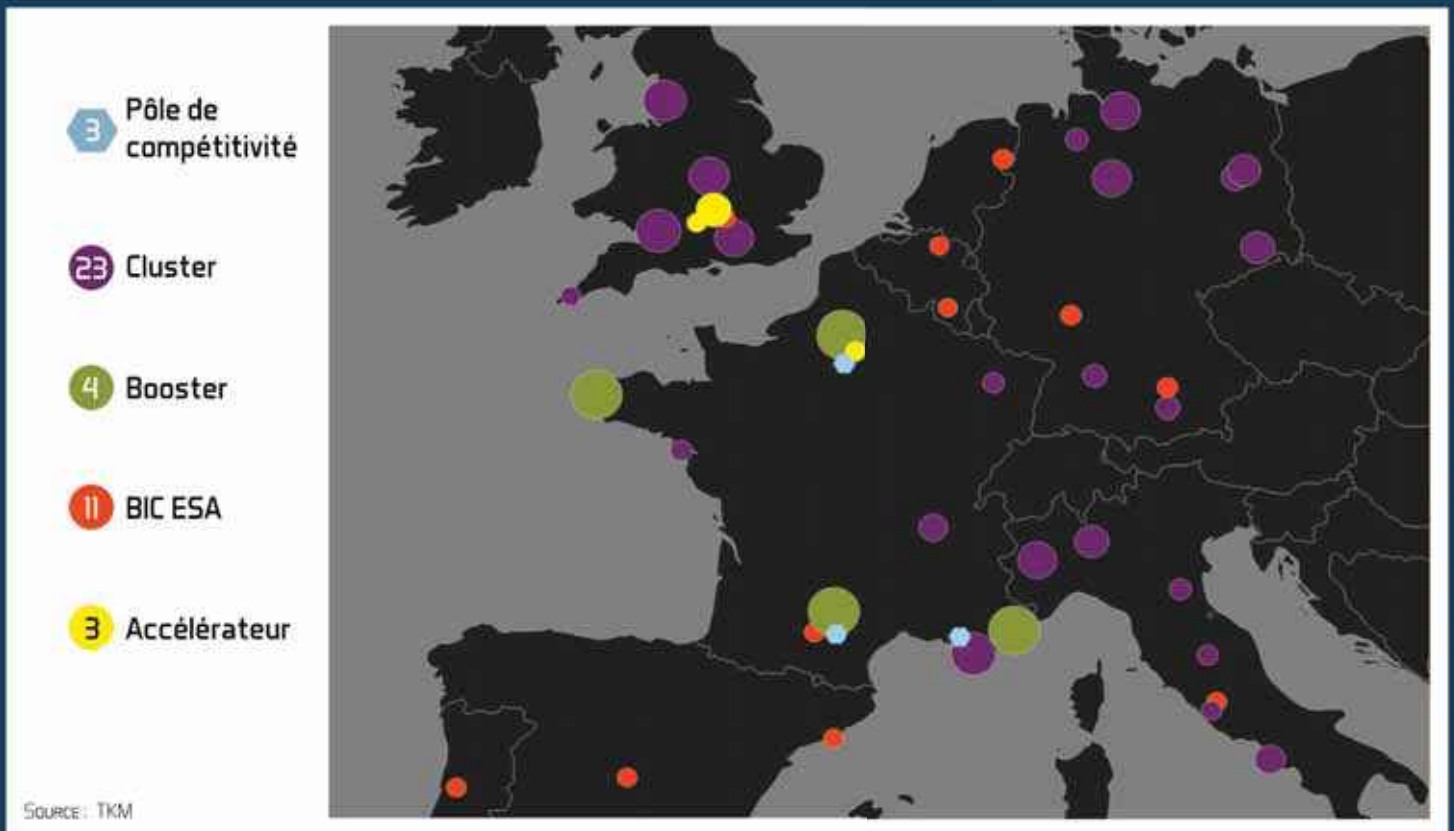 3
Pôle de
compétitivité
23 Cluster
4 Booster
11 BIC ESA
3 Accélérateur
SOURCE : TKM